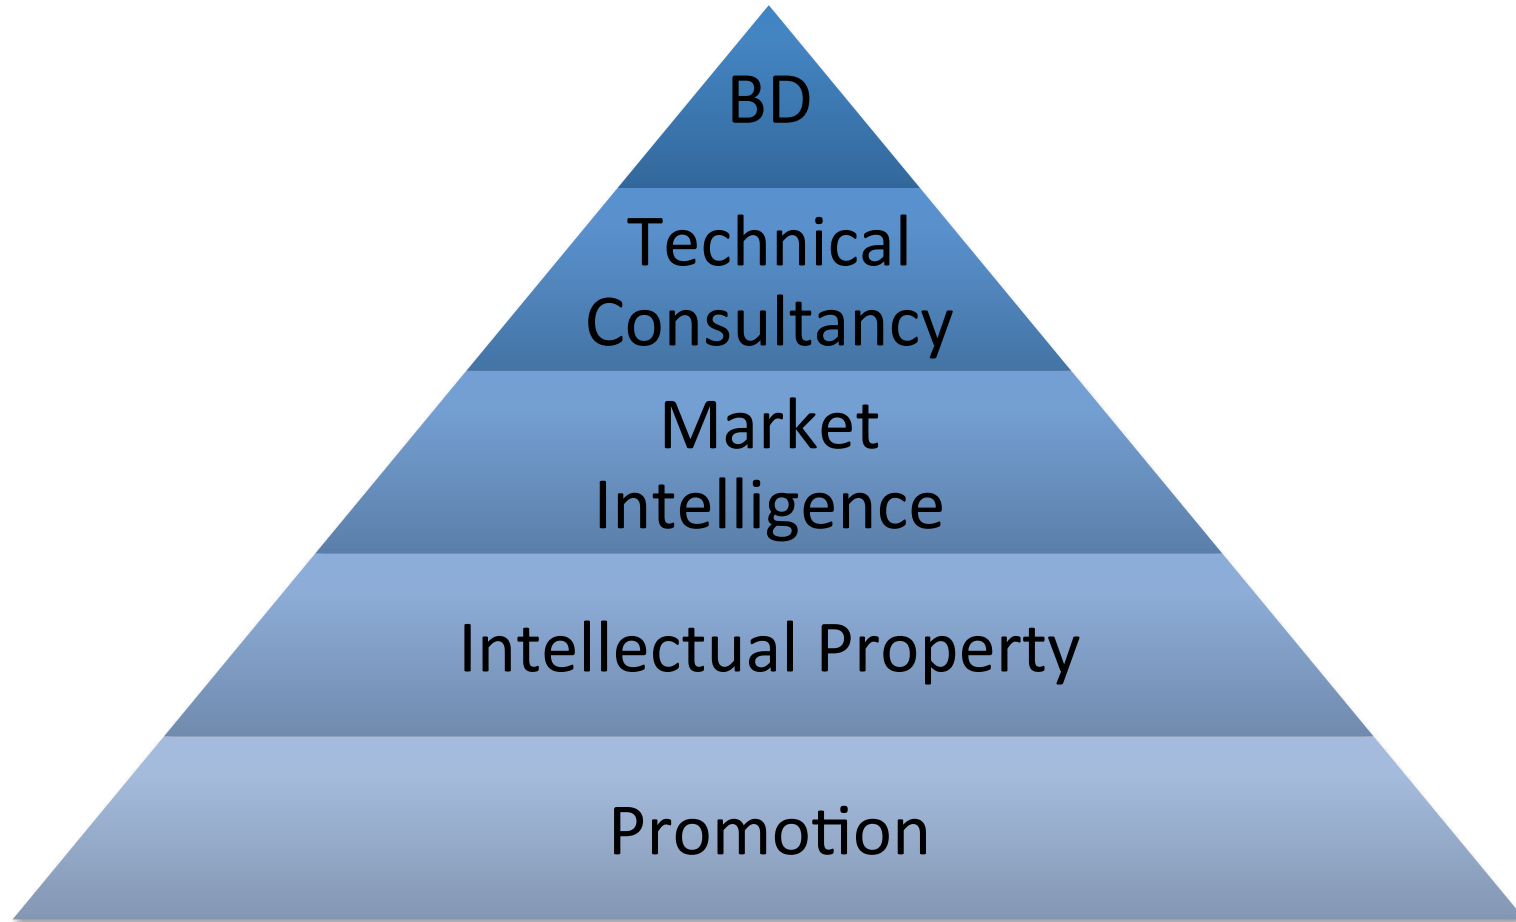 BD
Technical
Consultancy
Market
Intelligence
Intellectual Property
Promotion